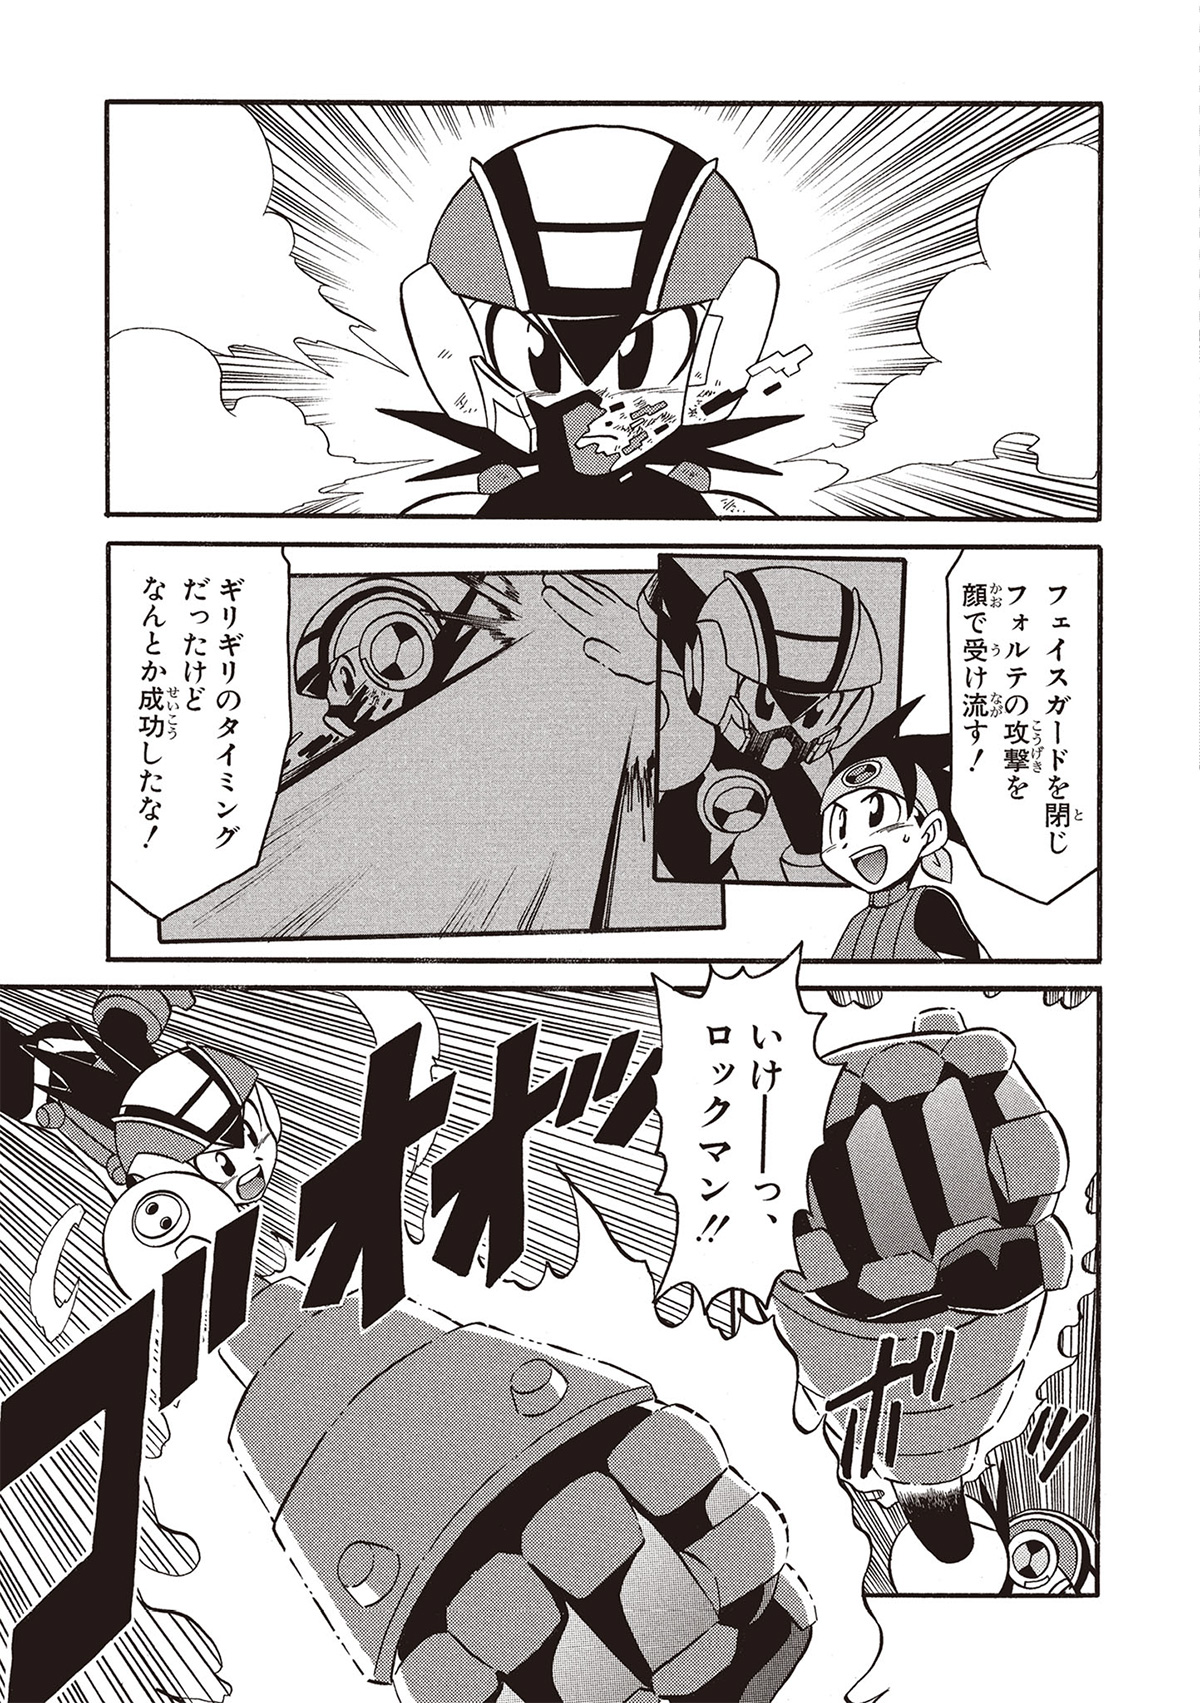 フェイスガードを閉じ
フォルテの攻撃を
顔で受け流す！
ギリギリのタイミング
だったけど
なんとか成功したな！
いけーーっ、
ロックマン!!
ガ
ゴオオオッ